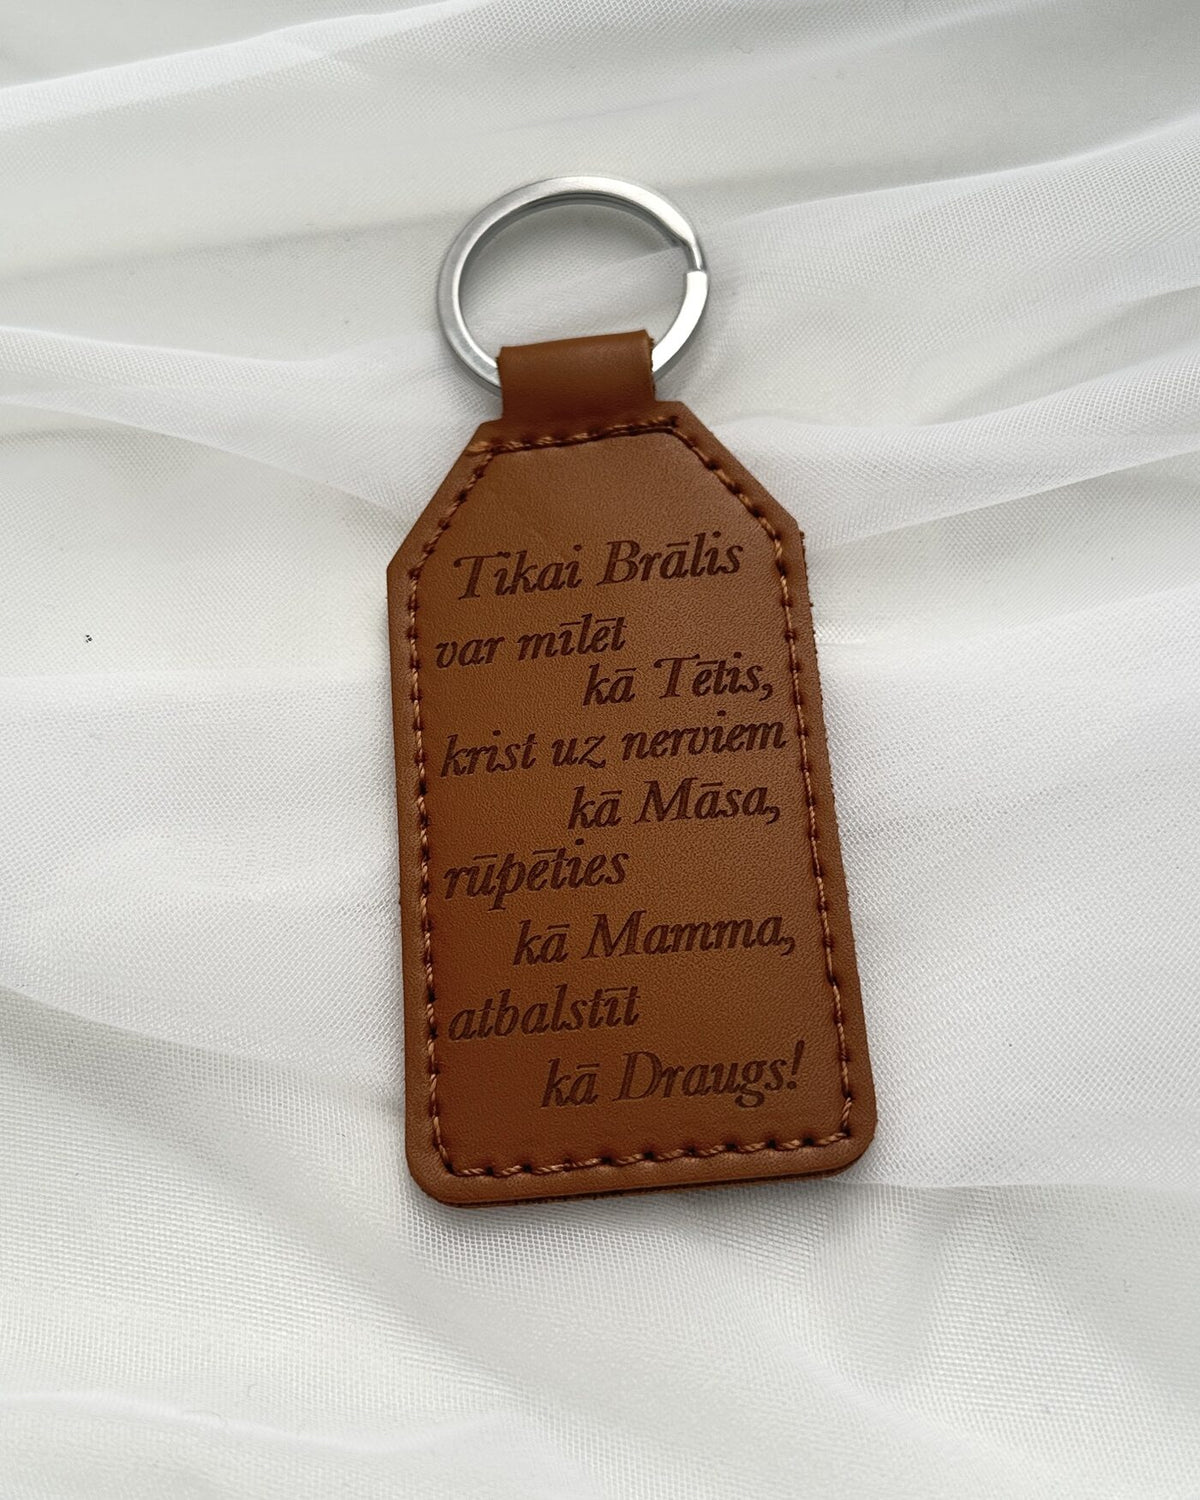 Tikai Brālis
var mīlēt
kā Tētis,
krist uz nerviem
kā Māsa,
rūpēties
kā Mamma,
atbalstīt
kā Draugs!